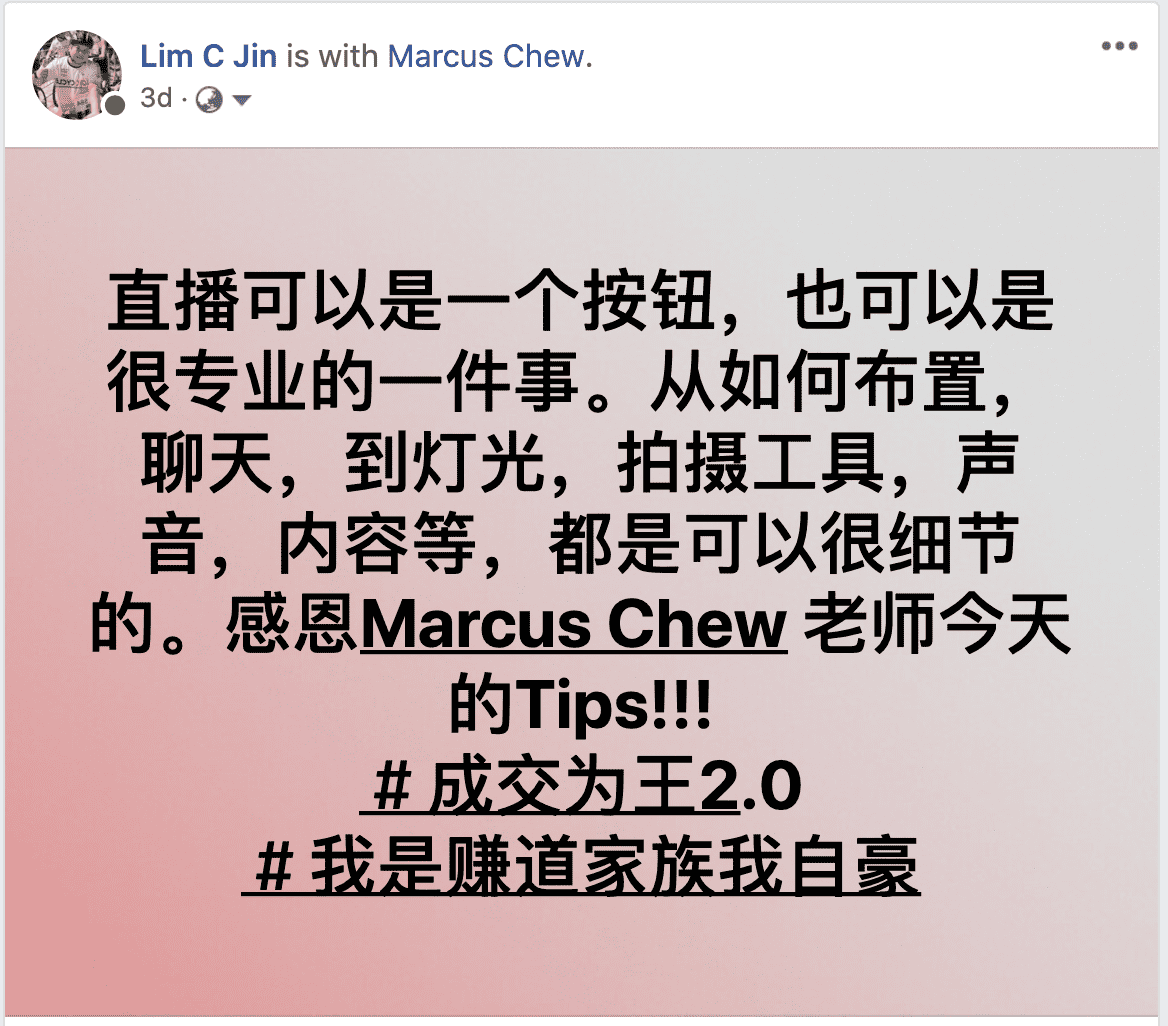 Lim C Jin is with Marcus Chew.
3d ·
直播可以是一个按钮，也可以是
很专业的一件事。从如何布置，
聊天，到灯光，拍摄工具，声
音，内容等，都是可以很细节
的。感恩Marcus Chew 老师今天
的Tips!!!
# 成交为王2.0
# 我是赚道家族我自豪